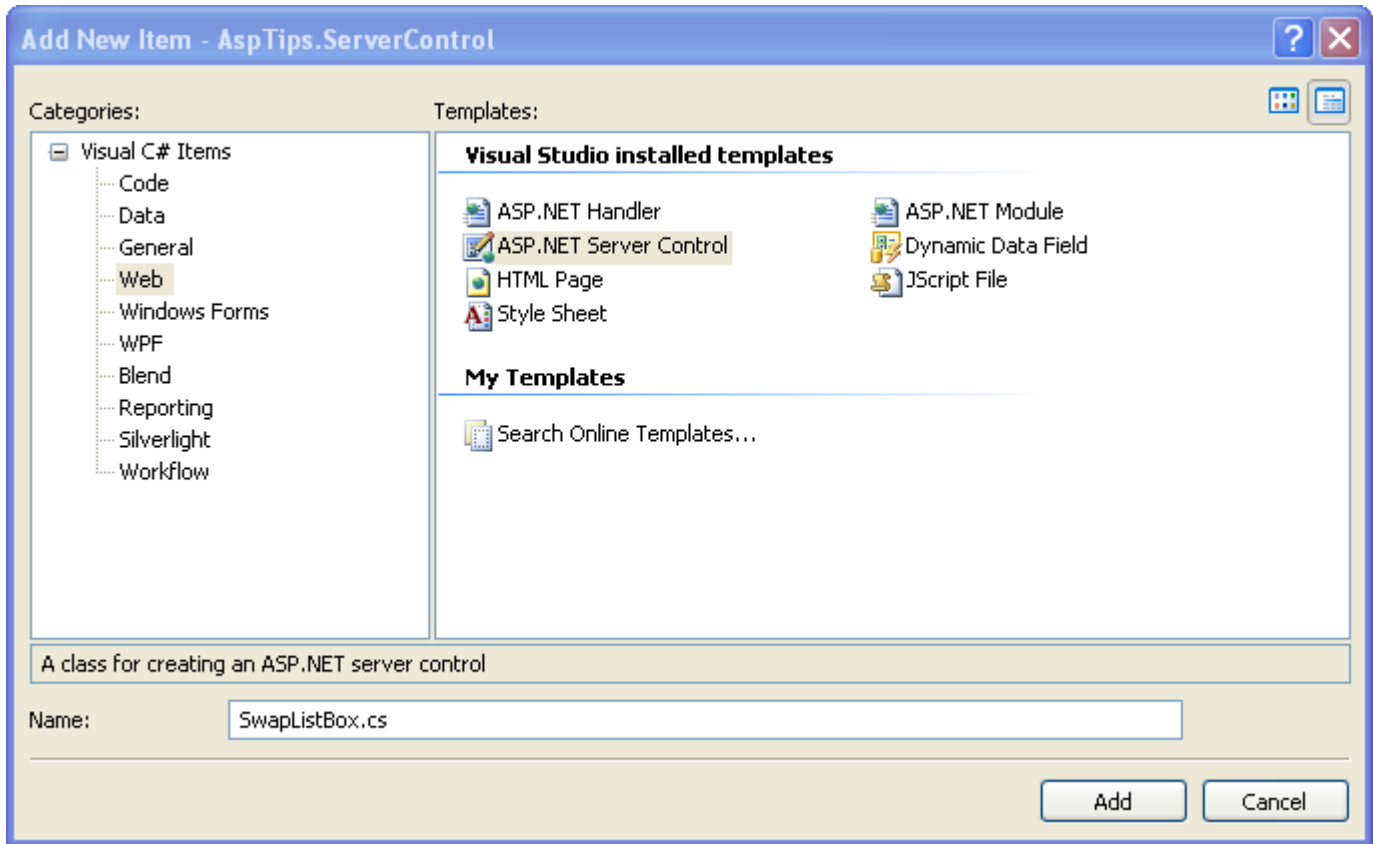 Add New Item - AspTips.ServerControl
Categories:
Templates:
Visual C# Items
Code
Data
General
Web
Windows Forms
WPF
Blend
Reporting
Silverlight
Workflow
Visual Studio installed templates
ASP.NET Handler
ASP.NET Module
ASP.NET Server Control
Dynamic Data Field
HTML Page
JScript File
Style Sheet
My Templates
Search Online Templates...
A class for creating an ASP.NET server control
Name:
SwapListBox.cs
Add
Cancel